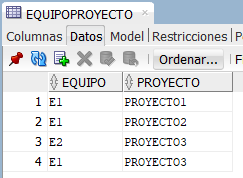 EQUIPOPROYECTO
Columnas Datos Model Restricciones
Ordenar...
EQUIPO PROYECTO
1 E1 PROYECTO1
2 E1 PROYECTO2
3 E2 PROYECTO3
4 E1 PROYECTO3